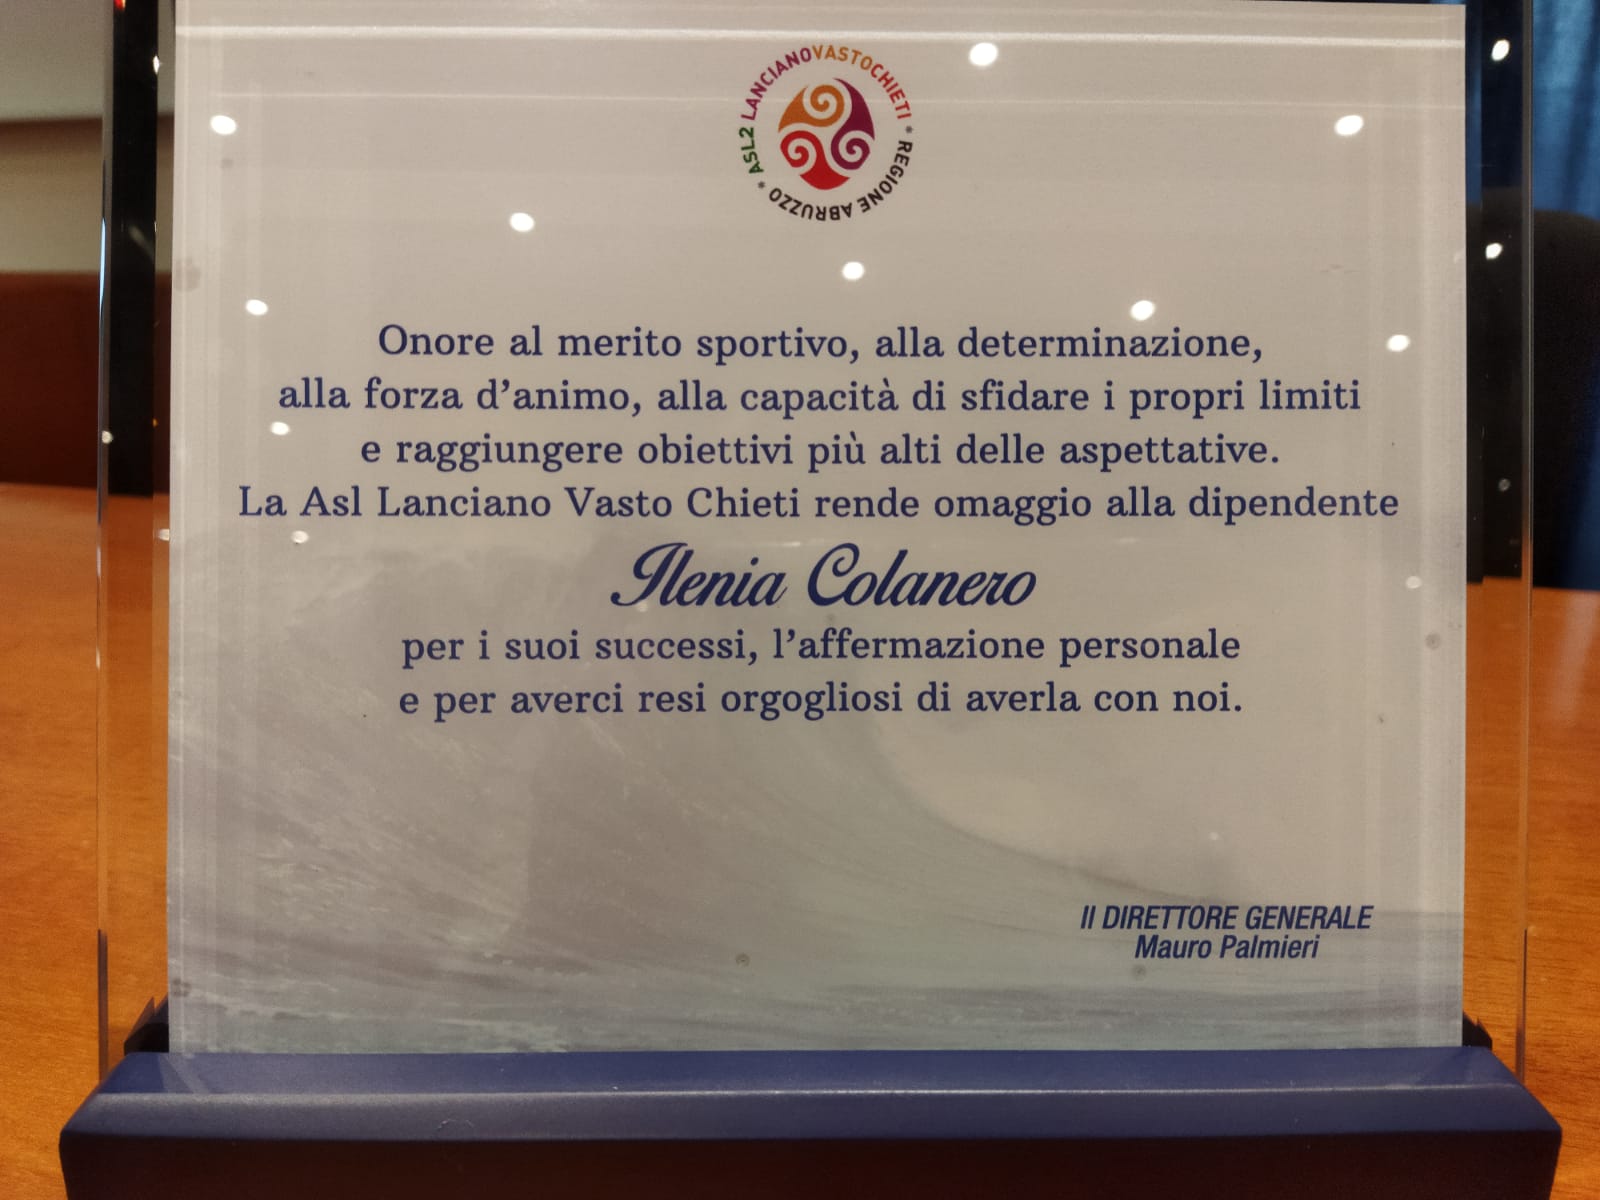 ASL2 LANCIANOVASTOCHIETI * REGIONE ABRUZZO *
Onore al merito sportivo, alla determinazione,
alla forza d’animo, alla capacità di sfidare i propri limiti
e raggiungere obiettivi più alti delle aspettative.
La Asl Lanciano Vasto Chieti rende omaggio alla dipendente
Ilenia Colanero
per i suoi successi, l’affermazione personale
e per averci resi orgogliosi di averla con noi.
Il DIRETTORE GENERALE
Mauro Palmieri